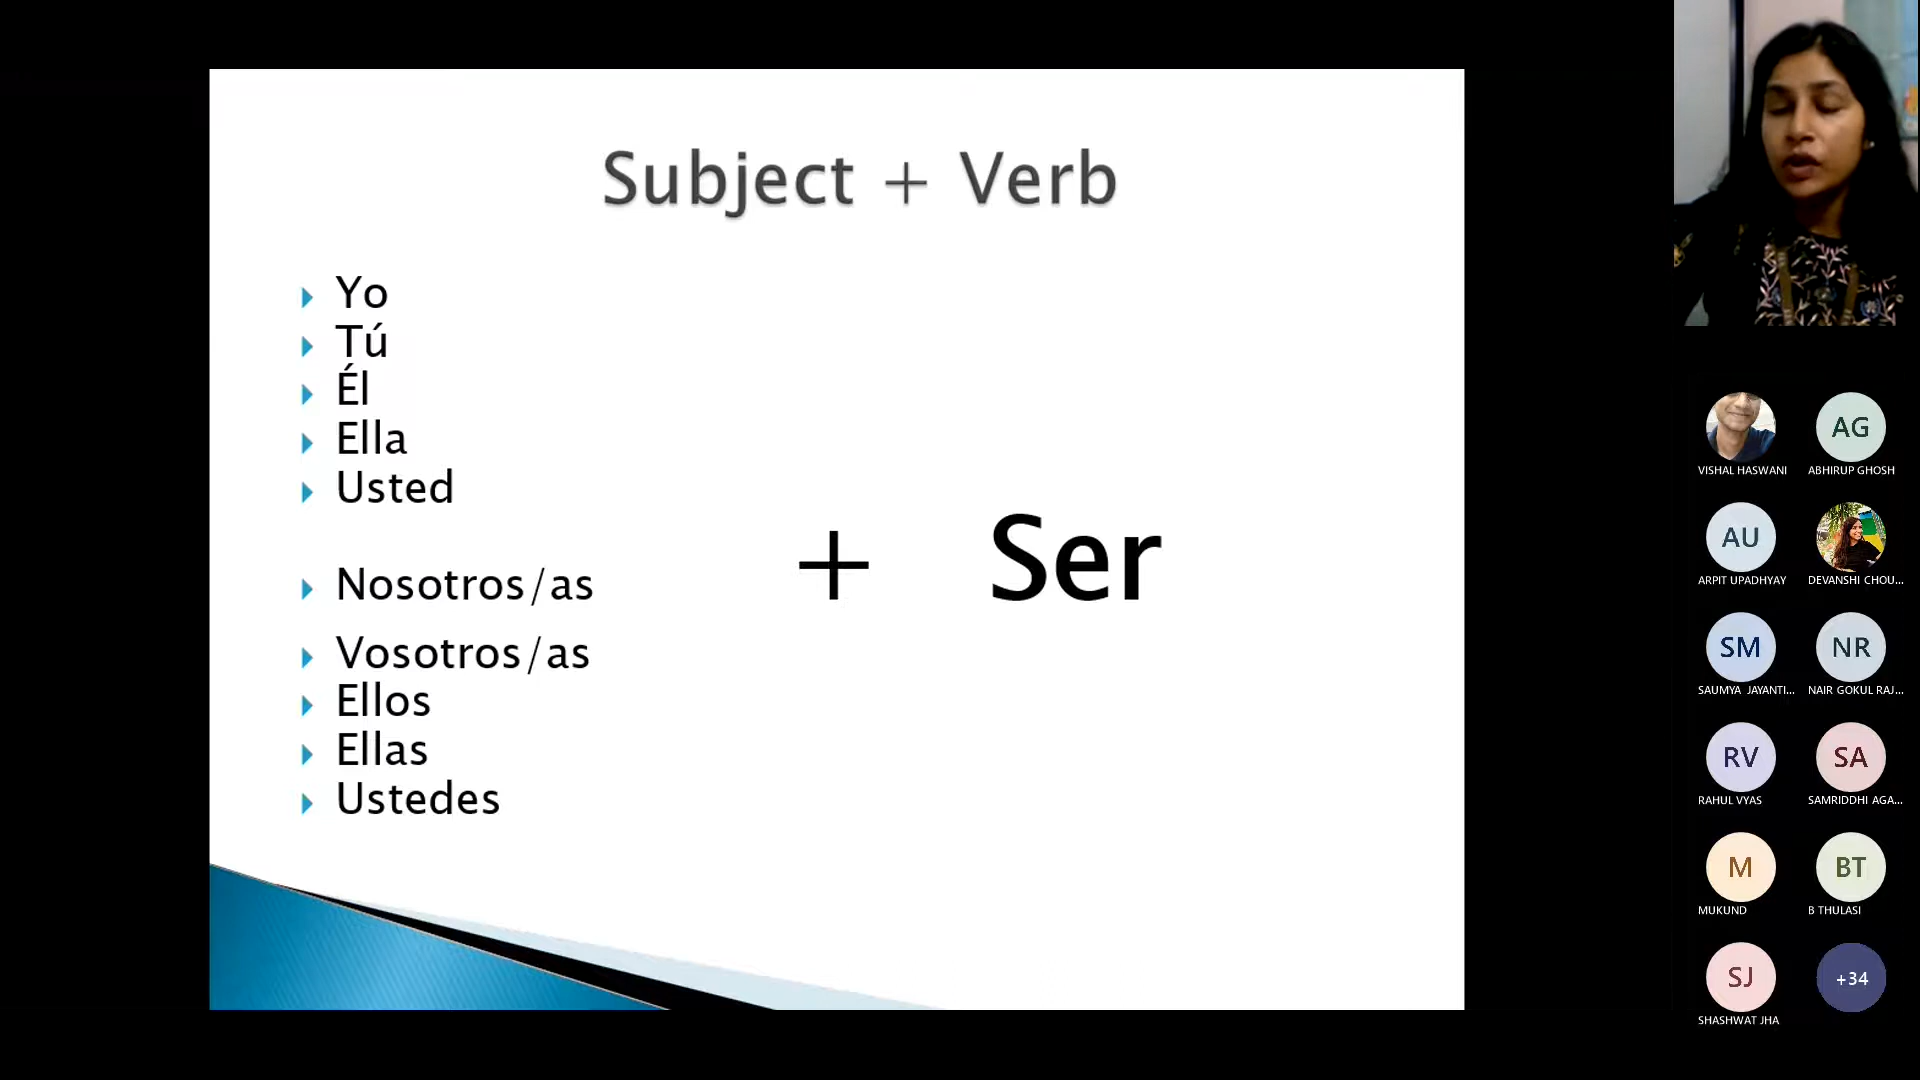 Subject + Verb
Yo
Tú
Él
Ella
Usted
Nosotros/as
Vosotros/as
Ellos
Ellas
Ustedes
+ Ser
VISHAL HASWANI
AG
ABHIRUP GHOSH
AU
ARPIT UPADHYAY
DEVANSHI CHOU...
SM
SAUMYA JAYANTI...
NR
NAIR GOKUL RAJ...
RV
RAHUL VYAS
SA
SAMRIDDHI AGA...
M
MUKUND
BT
B THULASI
SJ
SHASHWAT JHA
+34